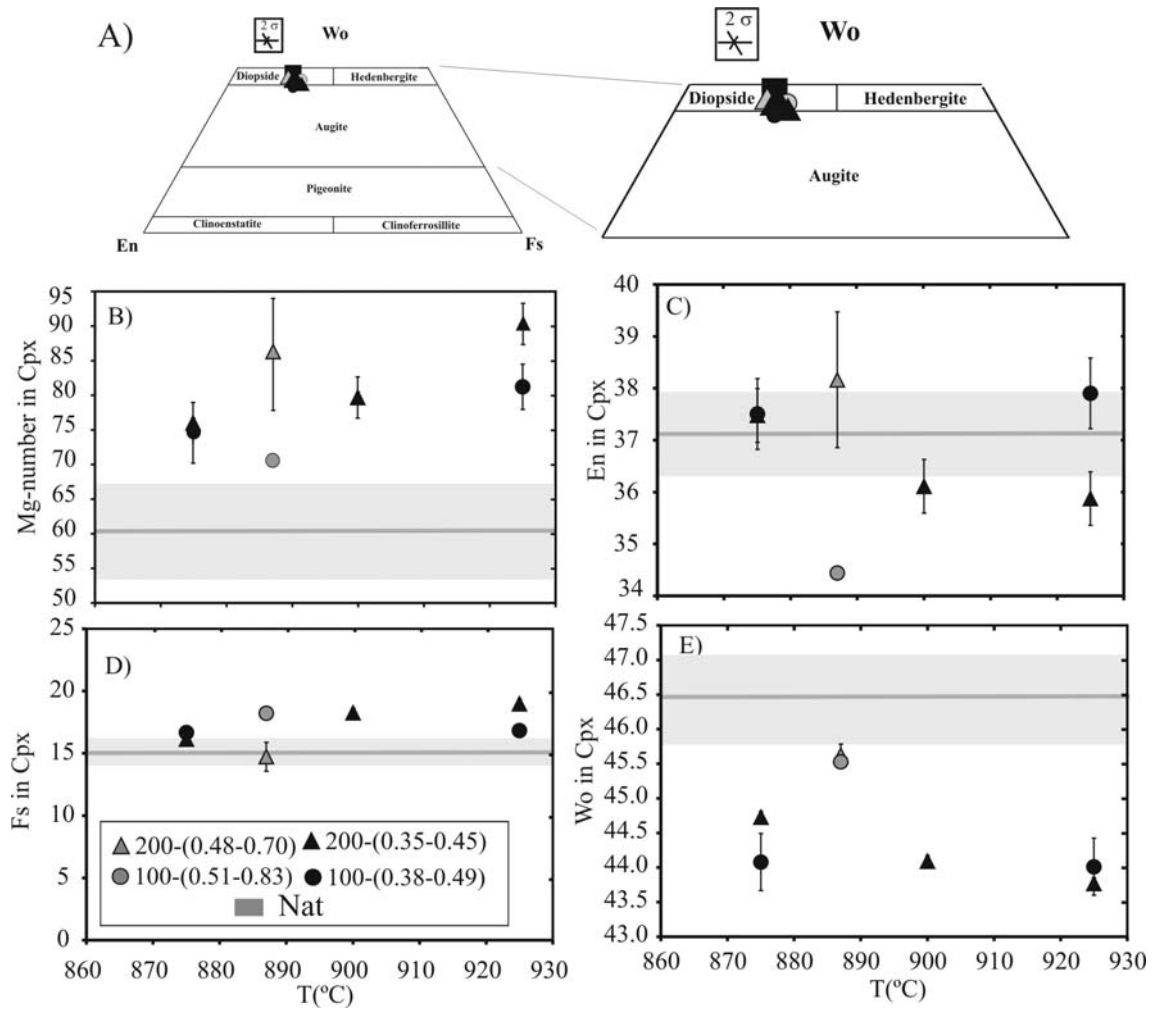 A)
2 σ
Wo
Diopside
Hedenbergite
Augite
Pigeonite
Clinoenstatite
Clinoferrosillite
En
Fs
2 σ
Wo
Diopside
Hedenbergite
Augite
B)
Mg-number in Cpx
95
90
85
80
75
70
65
60
55
50
C)
En in Cpx
40
39
38
37
36
35
34
D)
Fs in Cpx
25
20
15
10
5
0
200-(0.48-0.70)
200-(0.35-0.45)
100-(0.51-0.83)
100-(0.38-0.49)
Nat
860 870 880 890 900 910 920 930
T(ºC)
E)
Wo in Cpx
47.5
47.0
46.5
46.0
45.5
45.0
44.5
44.0
43.5
43.0
860 870 880 890 900 910 920 930
T(ºC)